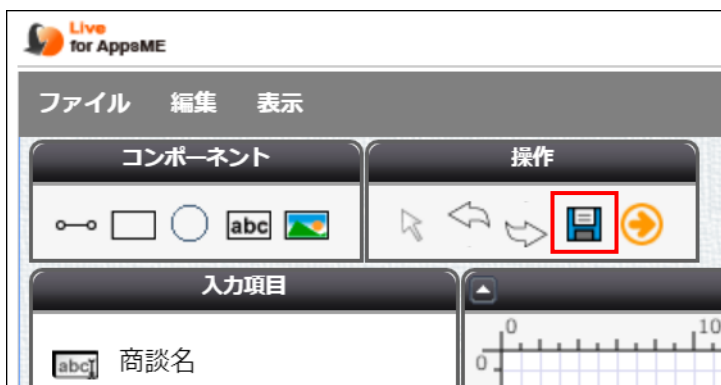 Live
for AppsME
ファイル 編集 表示
コンポーネント 操作
abc
入力項目
0 10
abc 商談名
0